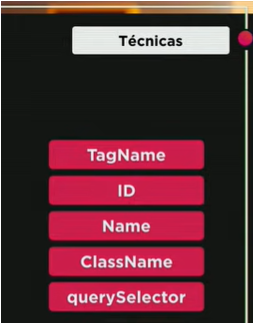 Técnicas
TagName
ID
Name
ClassName
querySelector